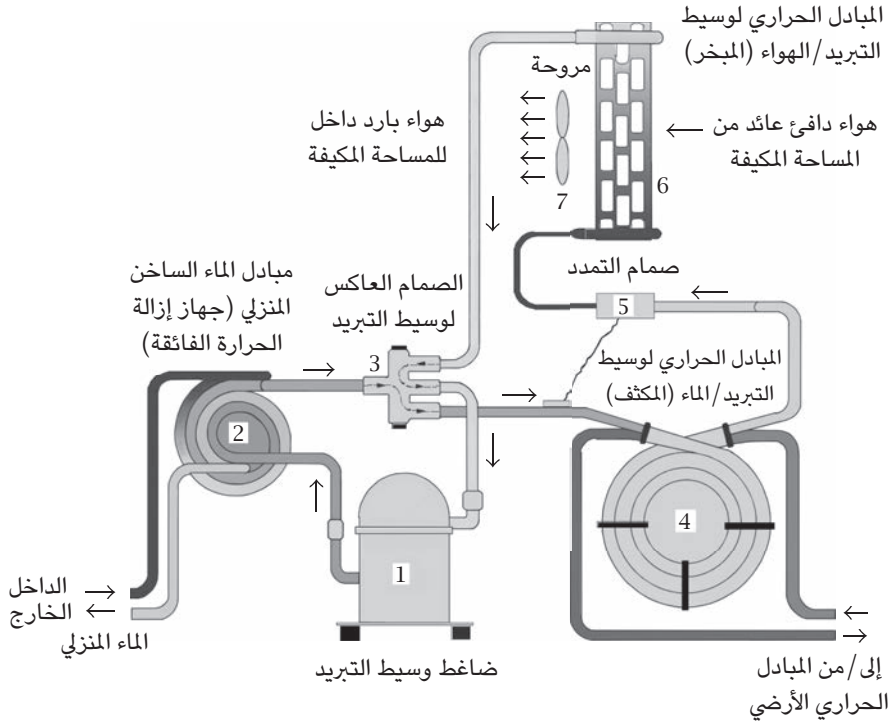 المبادل الحراري لوسيط
التبريد/الهواء (المبخر)
مروحة
هواء دافئ عائد من
المساحة المكيفة
هواء بارد داخل
للمساحة المكيفة
6
7
صمام التمدد
5
مبادل الماء الساخن
المنزلي (جهاز إزالة
الحرارة الفائقة)
الصمام العاكس
لوسيط التبريد
3
المبادل الحراري لوسيط
التبريد/الماء (المكثف)
2
4
1
الداخل
الخارج
الماء المنزلي
ضاغط وسيط التبريد
إلى/من المبادل
الحراري الأرضي